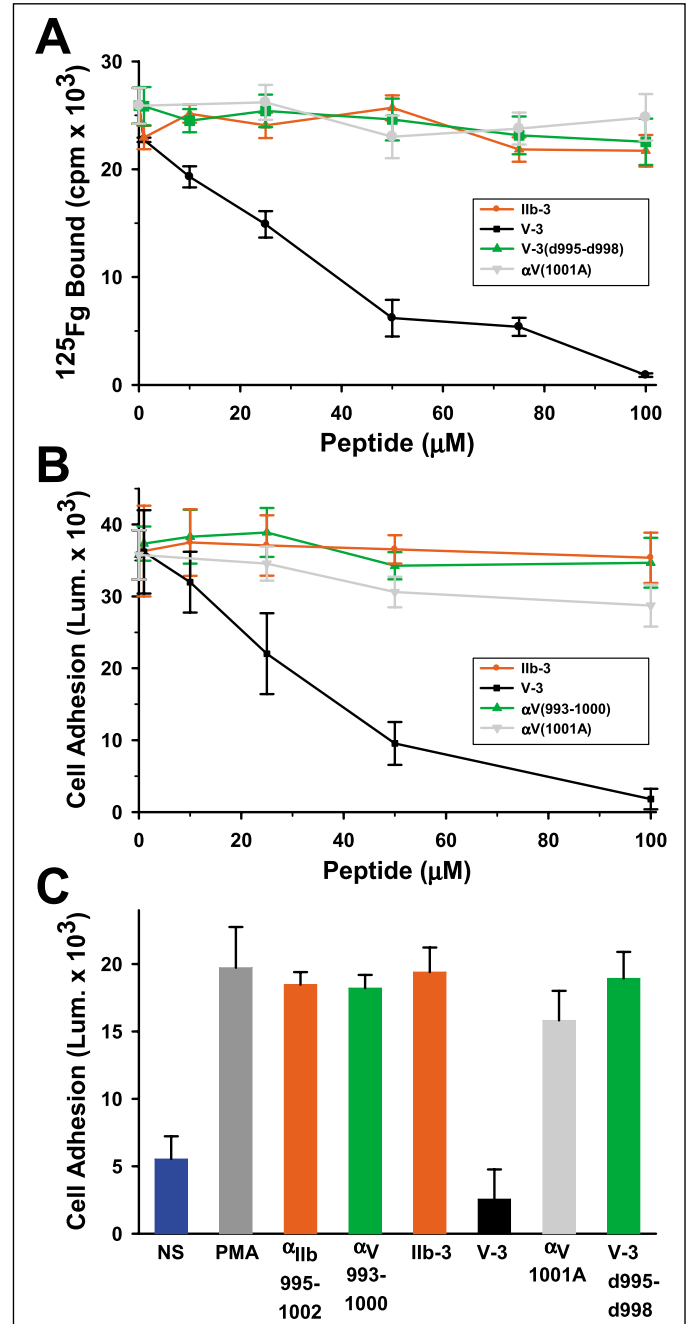 A
30
20
10
0
¹²⁵Fg Bound (cpm x 10³)
IIb-3
V-3
V-3(d995-d998)
αV(1001A)
0 20 40 60 80 100
Peptide (μM)
B
40
30
20
10
0
Cell Adhesion (Lum. x 10³)
IIb-3
V-3
αV(993-1000)
αV(1001A)
0 20 40 60 80 100
Peptide (μM)
C
20
15
10
5
0
Cell Adhesion (Lum. x 10³)
NS PMA αIIb αV IIb-3 V-3 αV V-3
995- 993- 1001A d995-
1002 1000 d998